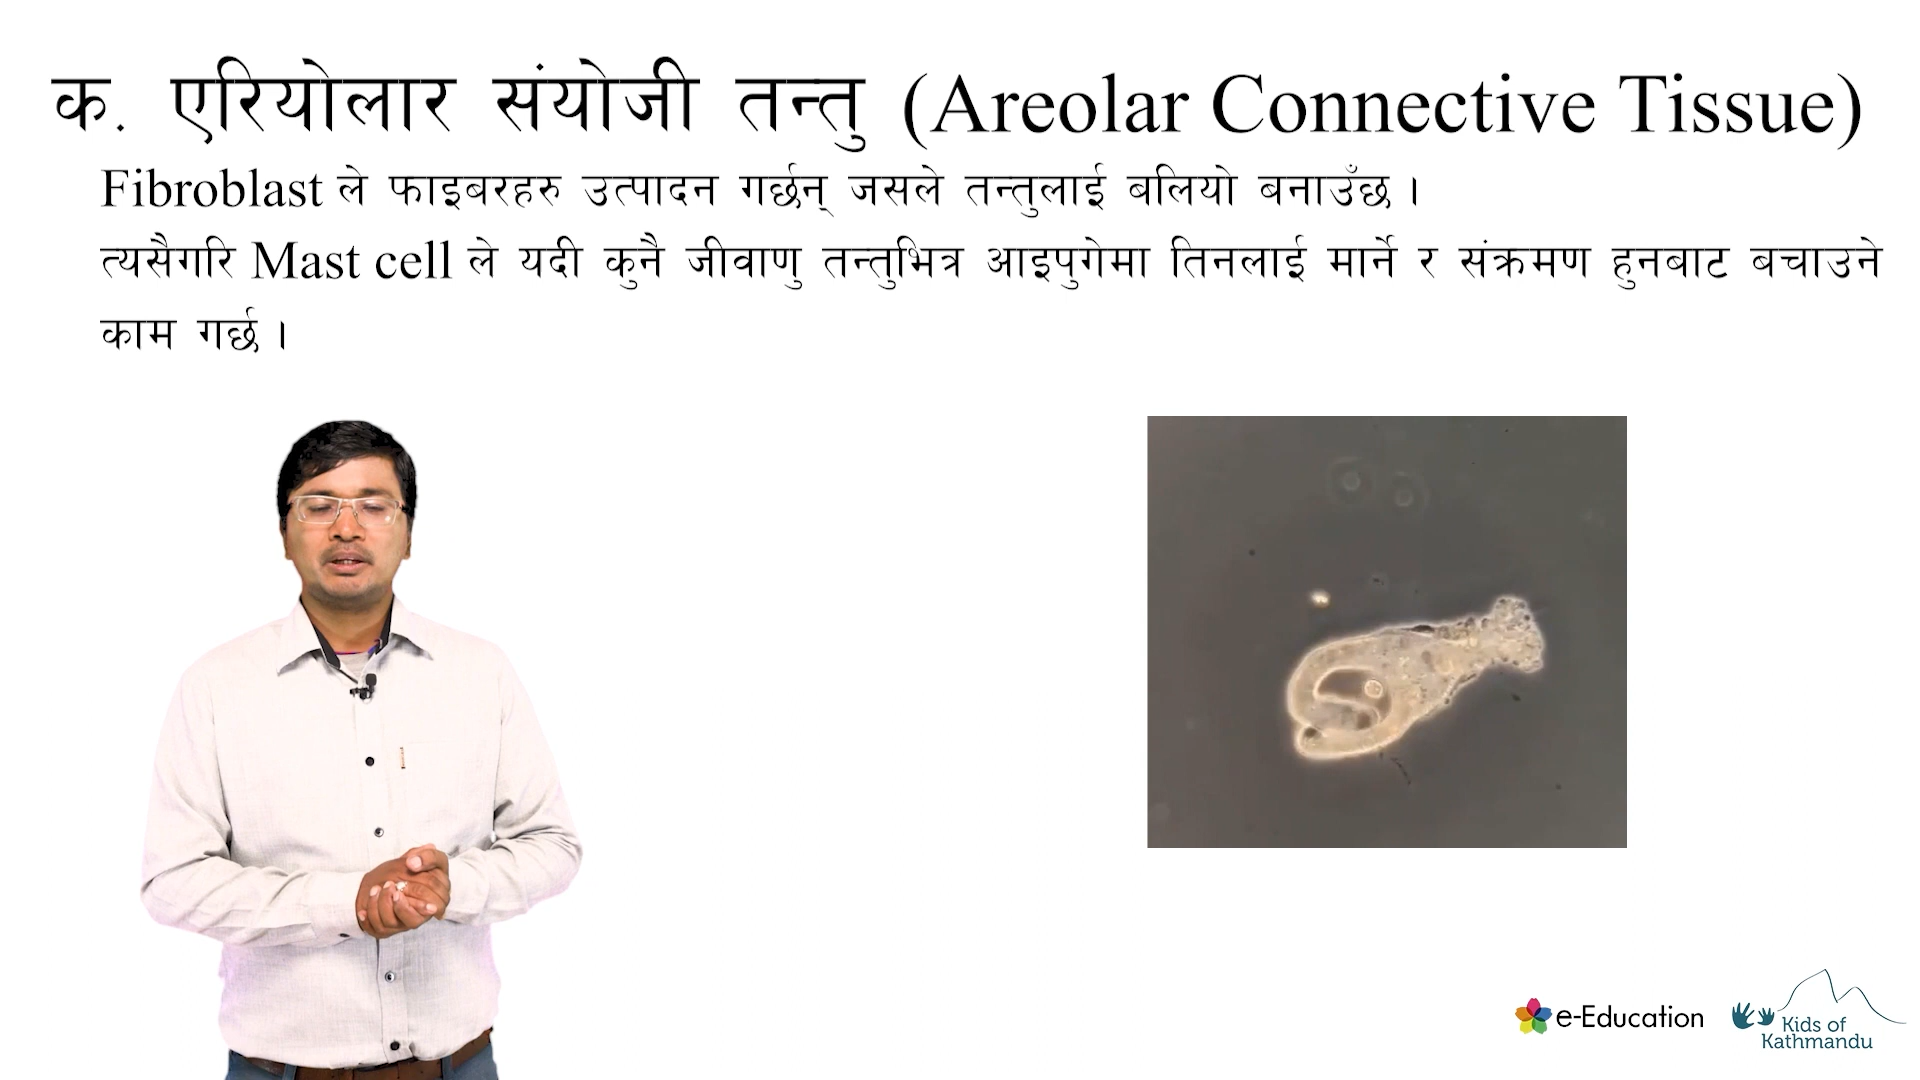 क. एरियोलार संयोजी तन्तु (Areolar Connective Tissue)
Fibroblast ले फाइबरहरु उत्पादन गर्छन् जसले तन्तुलाई बलियो बनाउँछ ।
त्यसैगरि Mast cell ले यदी कुनै जीवाणु तन्तुभित्र आइपुगेमा तिनलाई मार्ने र संक्रमण हुनबाट बचाउने
काम गर्छ ।
e-Education
Kids of
Kathmandu